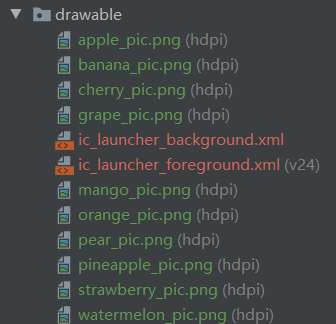 drawable
apple_pic.png (hdpi)
banana_pic.png (hdpi)
cherry_pic.png (hdpi)
grape_pic.png (hdpi)
ic_launcher_background.xml
ic_launcher_foreground.xml (v24)
mango_pic.png (hdpi)
orange_pic.png (hdpi)
pear_pic.png (hdpi)
pineapple_pic.png (hdpi)
strawberry_pic.png (hdpi)
watermelon_pic.png (hdpi)